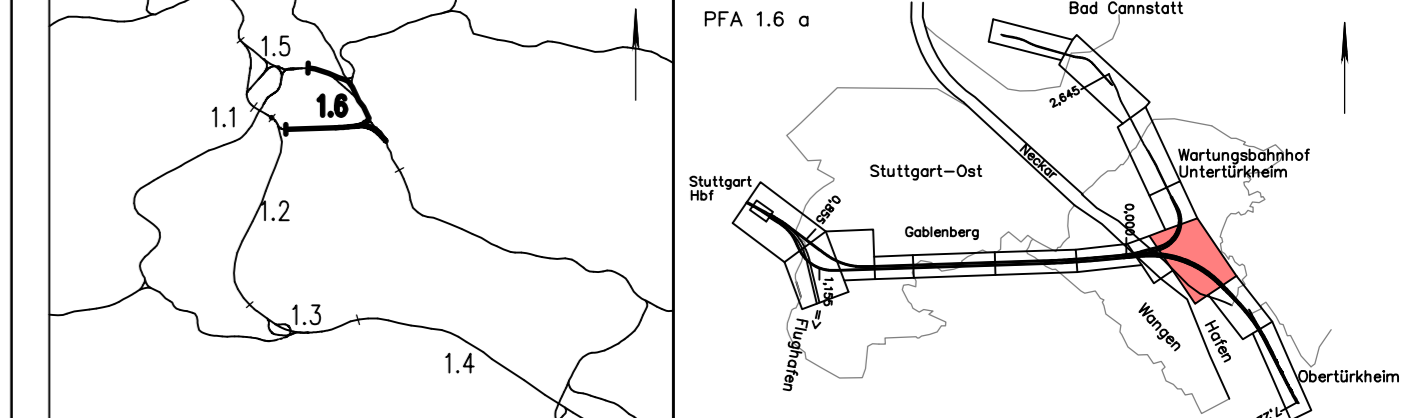 1.5
1.6
1.1
1.2
1.3
1.4
PFA 1.6 a
Bad Cannstatt
2,645
Neckar
Wartungsbahnhof
Untertürkheim
Stuttgart-Ost
Stuttgart
Hbf
0,855
0,000
Gablenberg
1,155 =>
Flughafen
Wangen
Hafen
Obertürkheim